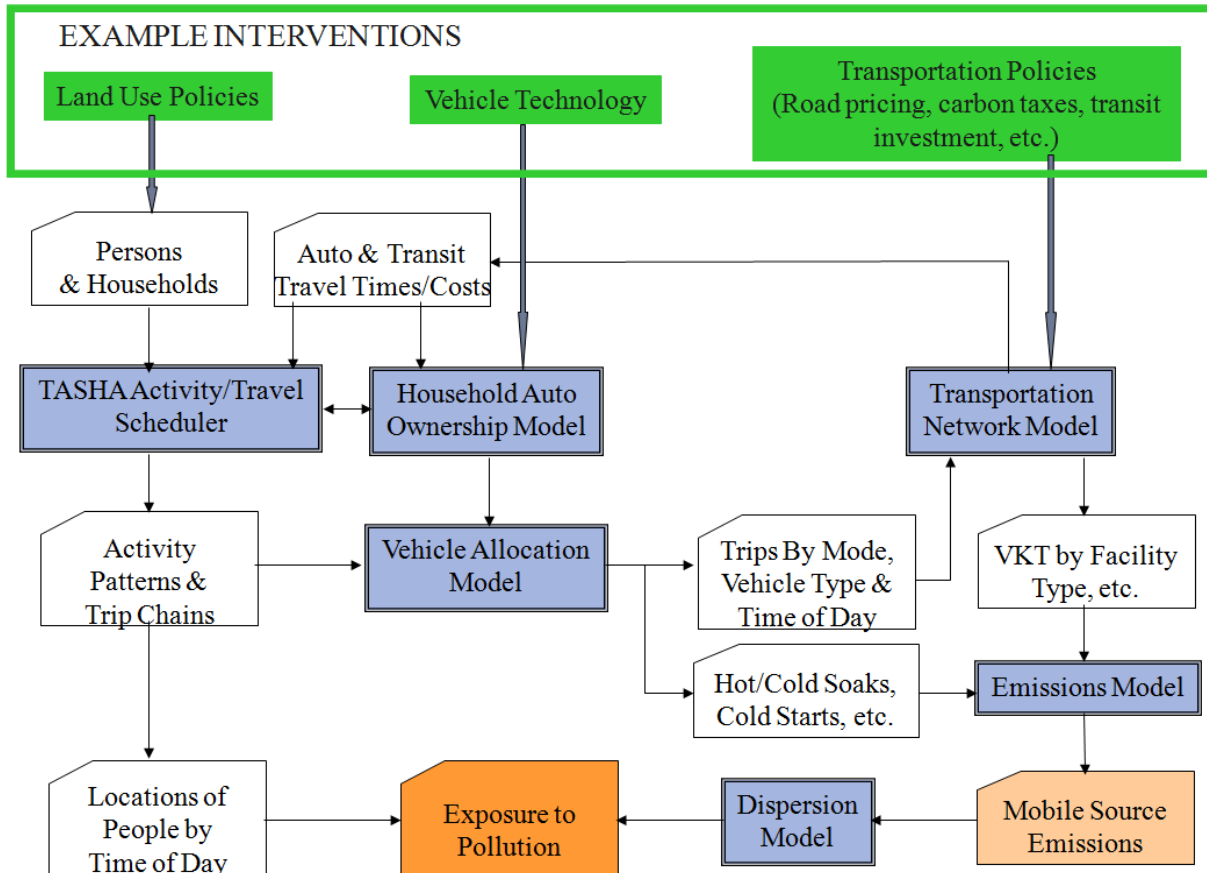 EXAMPLE INTERVENTIONS
Land Use Policies
Vehicle Technology
Transportation Policies
(Road pricing, carbon taxes, transit
investment, etc.)
Persons
& Households
Auto & Transit
Travel Times/Costs
TASHA Activity/Travel
Scheduler
Household Auto
Ownership Model
Transportation
Network Model
Activity
Patterns &
Trip Chains
Vehicle Allocation
Model
Trips By Mode,
Vehicle Type &
Time of Day
VKT by Facility
Type, etc.
Hot/Cold Soaks,
Cold Starts, etc.
Emissions Model
Locations of
People by
Time of Day
Exposure to
Pollution
Dispersion
Model
Mobile Source
Emissions